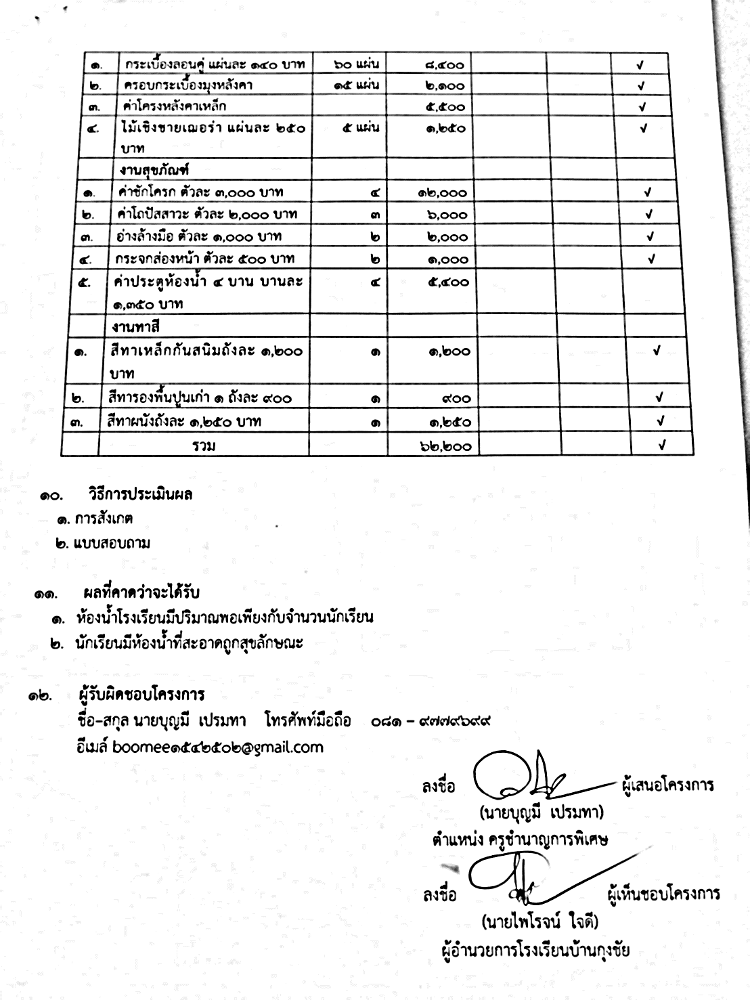 ๑. กระเบื้องลอนคู่ แผ่นละ ๑๔๐ บาท ๖๐ แผ่น ๘,๔๐๐ √
๒. ครอบกระเบื้องมุงหลังคา ๑๕ แผ่น ๒,๑๐๐ √
๓. ค่าโครงหลังคาเหล็ก ๕,๕๐๐ √
๔. ไม้เชิงชายเฌอร่า แผ่นละ ๒๕๐ ๕ แผ่น ๑,๒๕๐ √
บาท
งานสุขภัณฑ์
๑. ค่าชักโครก ตัวละ ๓,๐๐๐ บาท ๔ ๑๒,๐๐๐ √
๒. ค่าโถปัสสาวะ ตัวละ ๒,๐๐๐ บาท ๓ ๖,๐๐๐ √
๓. อ่างล้างมือ ตัวละ ๑,๐๐๐ บาท ๒ ๒,๐๐๐ √
๔. กระจกส่องหน้า ตัวละ ๕๐๐ บาท ๒ ๑,๐๐๐ √
๕. ค่าประตูห้องน้ำ ๔ บาน บานละ ๔ ๕,๔๐๐
๑,๓๕๐ บาท
งานทาสี
๑. สีทาเหล็กกันสนิมถังละ ๑,๒๐๐ ๑ ๑,๒๐๐ √
บาท
๒. สีทารองพื้นปูนเก่า ๑ ถังละ ๙๐๐ ๑ ๙๐๐ √
๓. สีทาผนังถังละ ๑,๒๕๐ บาท ๑ ๑,๒๕๐ √
รวม ๖๒,๒๐๐ √
๑๐. วิธีการประเมินผล
๑. การสังเกต
๒. แบบสอบถาม
๑๑. ผลที่คาดว่าจะได้รับ
๑. ห้องน้ำโรงเรียนมีปริมาณพอเพียงกับจำนวนนักเรียน
๒. นักเรียนมีห้องน้ำที่สะอาดถูกสุขลักษณะ
๑๒. ผู้รับผิดชอบโครงการ
ชื่อ-สกุล นายบุญมี เปรมทา โทรศัพท์มือถือ ๐๘๑ – ๙๗๗๙๖๙๙
อีเมล์ boomee๑๕๔๒๕๐๒@gmail.com
ลงชื่อ ผู้เสนอโครงการ
(นายบุญมี เปรมทา)
ตำแหน่ง ครูชำนาญการพิเศษ
ลงชื่อ ผู้เห็นชอบโครงการ
(นายไพโรจน์ ใจดี)
ผู้อำนวยการโรงเรียนบ้านกุงชัย